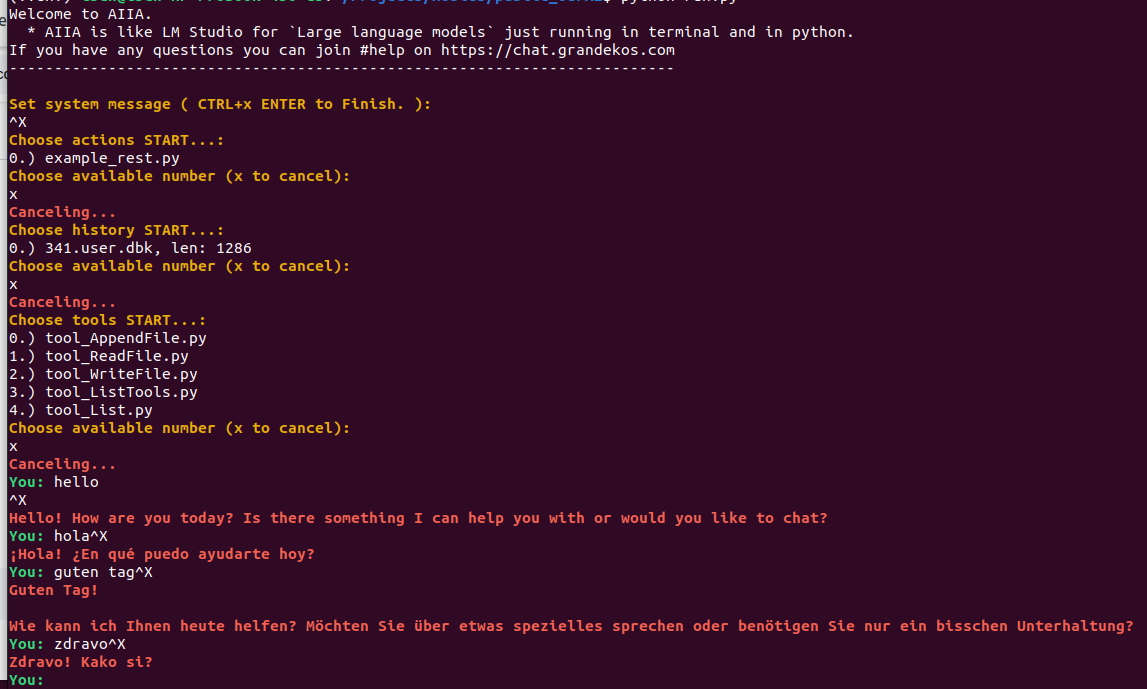 Welcome to AIIA.
* AIIA is like LM Studio for `Large language models` just running in terminal and in python.
If you have any questions you can join #help on https://chat.grandekos.com
--------------------------------------------------------------------------
Set system message ( CTRL+x ENTER to Finish. ):
^X
Choose actions START...:
0.) example_rest.py
Choose available number (x to cancel):
x
Canceling...
Choose history START...:
0.) 341.user.dbk, len: 1286
Choose available number (x to cancel):
x
Canceling...
Choose tools START...:
0.) tool_AppendFile.py
1.) tool_ReadFile.py
2.) tool_WriteFile.py
3.) tool_ListTools.py
4.) tool_List.py
Choose available number (x to cancel):
x
Canceling...
You: hello
^X
Hello! How are you today? Is there something I can help you with or would you like to chat?
You: hola^X
¡Hola! ¿En qué puedo ayudarte hoy?
You: guten tag^X
Guten Tag!
Wie kann ich Ihnen heute helfen? Möchten Sie über etwas spezielles sprechen oder benötigen Sie nur ein bisschen Unterhaltung?
You: zdravo^X
Zdravo! Kako si?
You: